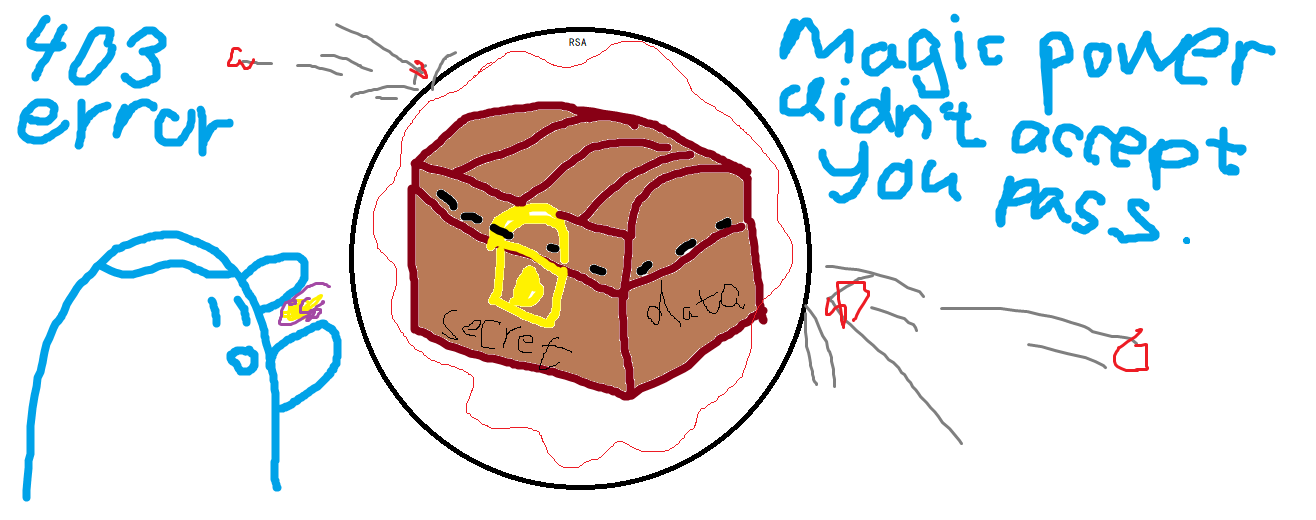 403
error
RSA
Magic power
didn't accept
you pass.
secret
data